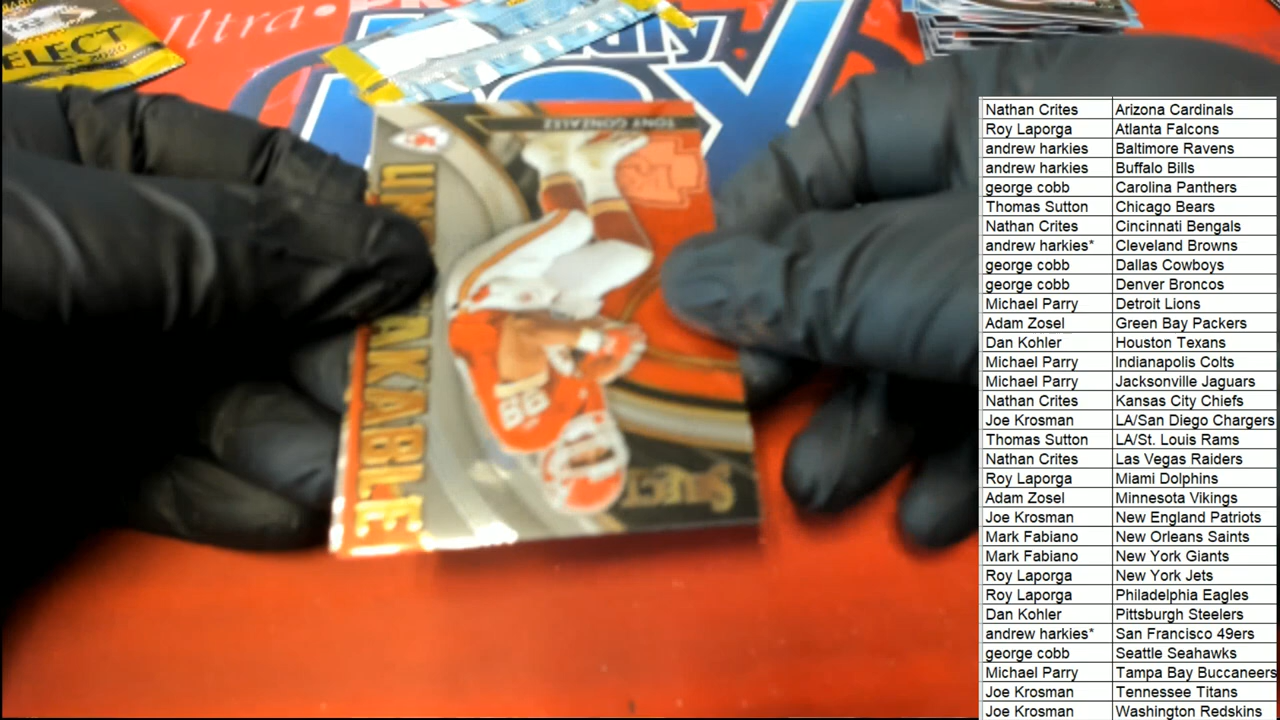 ELECT
2020
Ultra • PR
TONY GONZALEZ
88
SELECT
Nathan Crites Arizona Cardinals
Roy Laporga Atlanta Falcons
andrew harkies Baltimore Ravens
andrew harkies Buffalo Bills
george cobb Carolina Panthers
Thomas Sutton Chicago Bears
Nathan Crites Cincinnati Bengals
andrew harkies* Cleveland Browns
george cobb Dallas Cowboys
george cobb Denver Broncos
Michael Parry Detroit Lions
Adam Zosel Green Bay Packers
Dan Kohler Houston Texans
Michael Parry Indianapolis Colts
Michael Parry Jacksonville Jaguars
Nathan Crites Kansas City Chiefs
Joe Krosman LA/San Diego Chargers
Thomas Sutton LA/St. Louis Rams
Nathan Crites Las Vegas Raiders
Roy Laporga Miami Dolphins
Adam Zosel Minnesota Vikings
Joe Krosman New England Patriots
Mark Fabiano New Orleans Saints
Mark Fabiano New York Giants
Roy Laporga New York Jets
Roy Laporga Philadelphia Eagles
Dan Kohler Pittsburgh Steelers
andrew harkies* San Francisco 49ers
george cobb Seattle Seahawks
Michael Parry Tampa Bay Buccaneers
Joe Krosman Tennessee Titans
Joe Krosman Washington Redskins